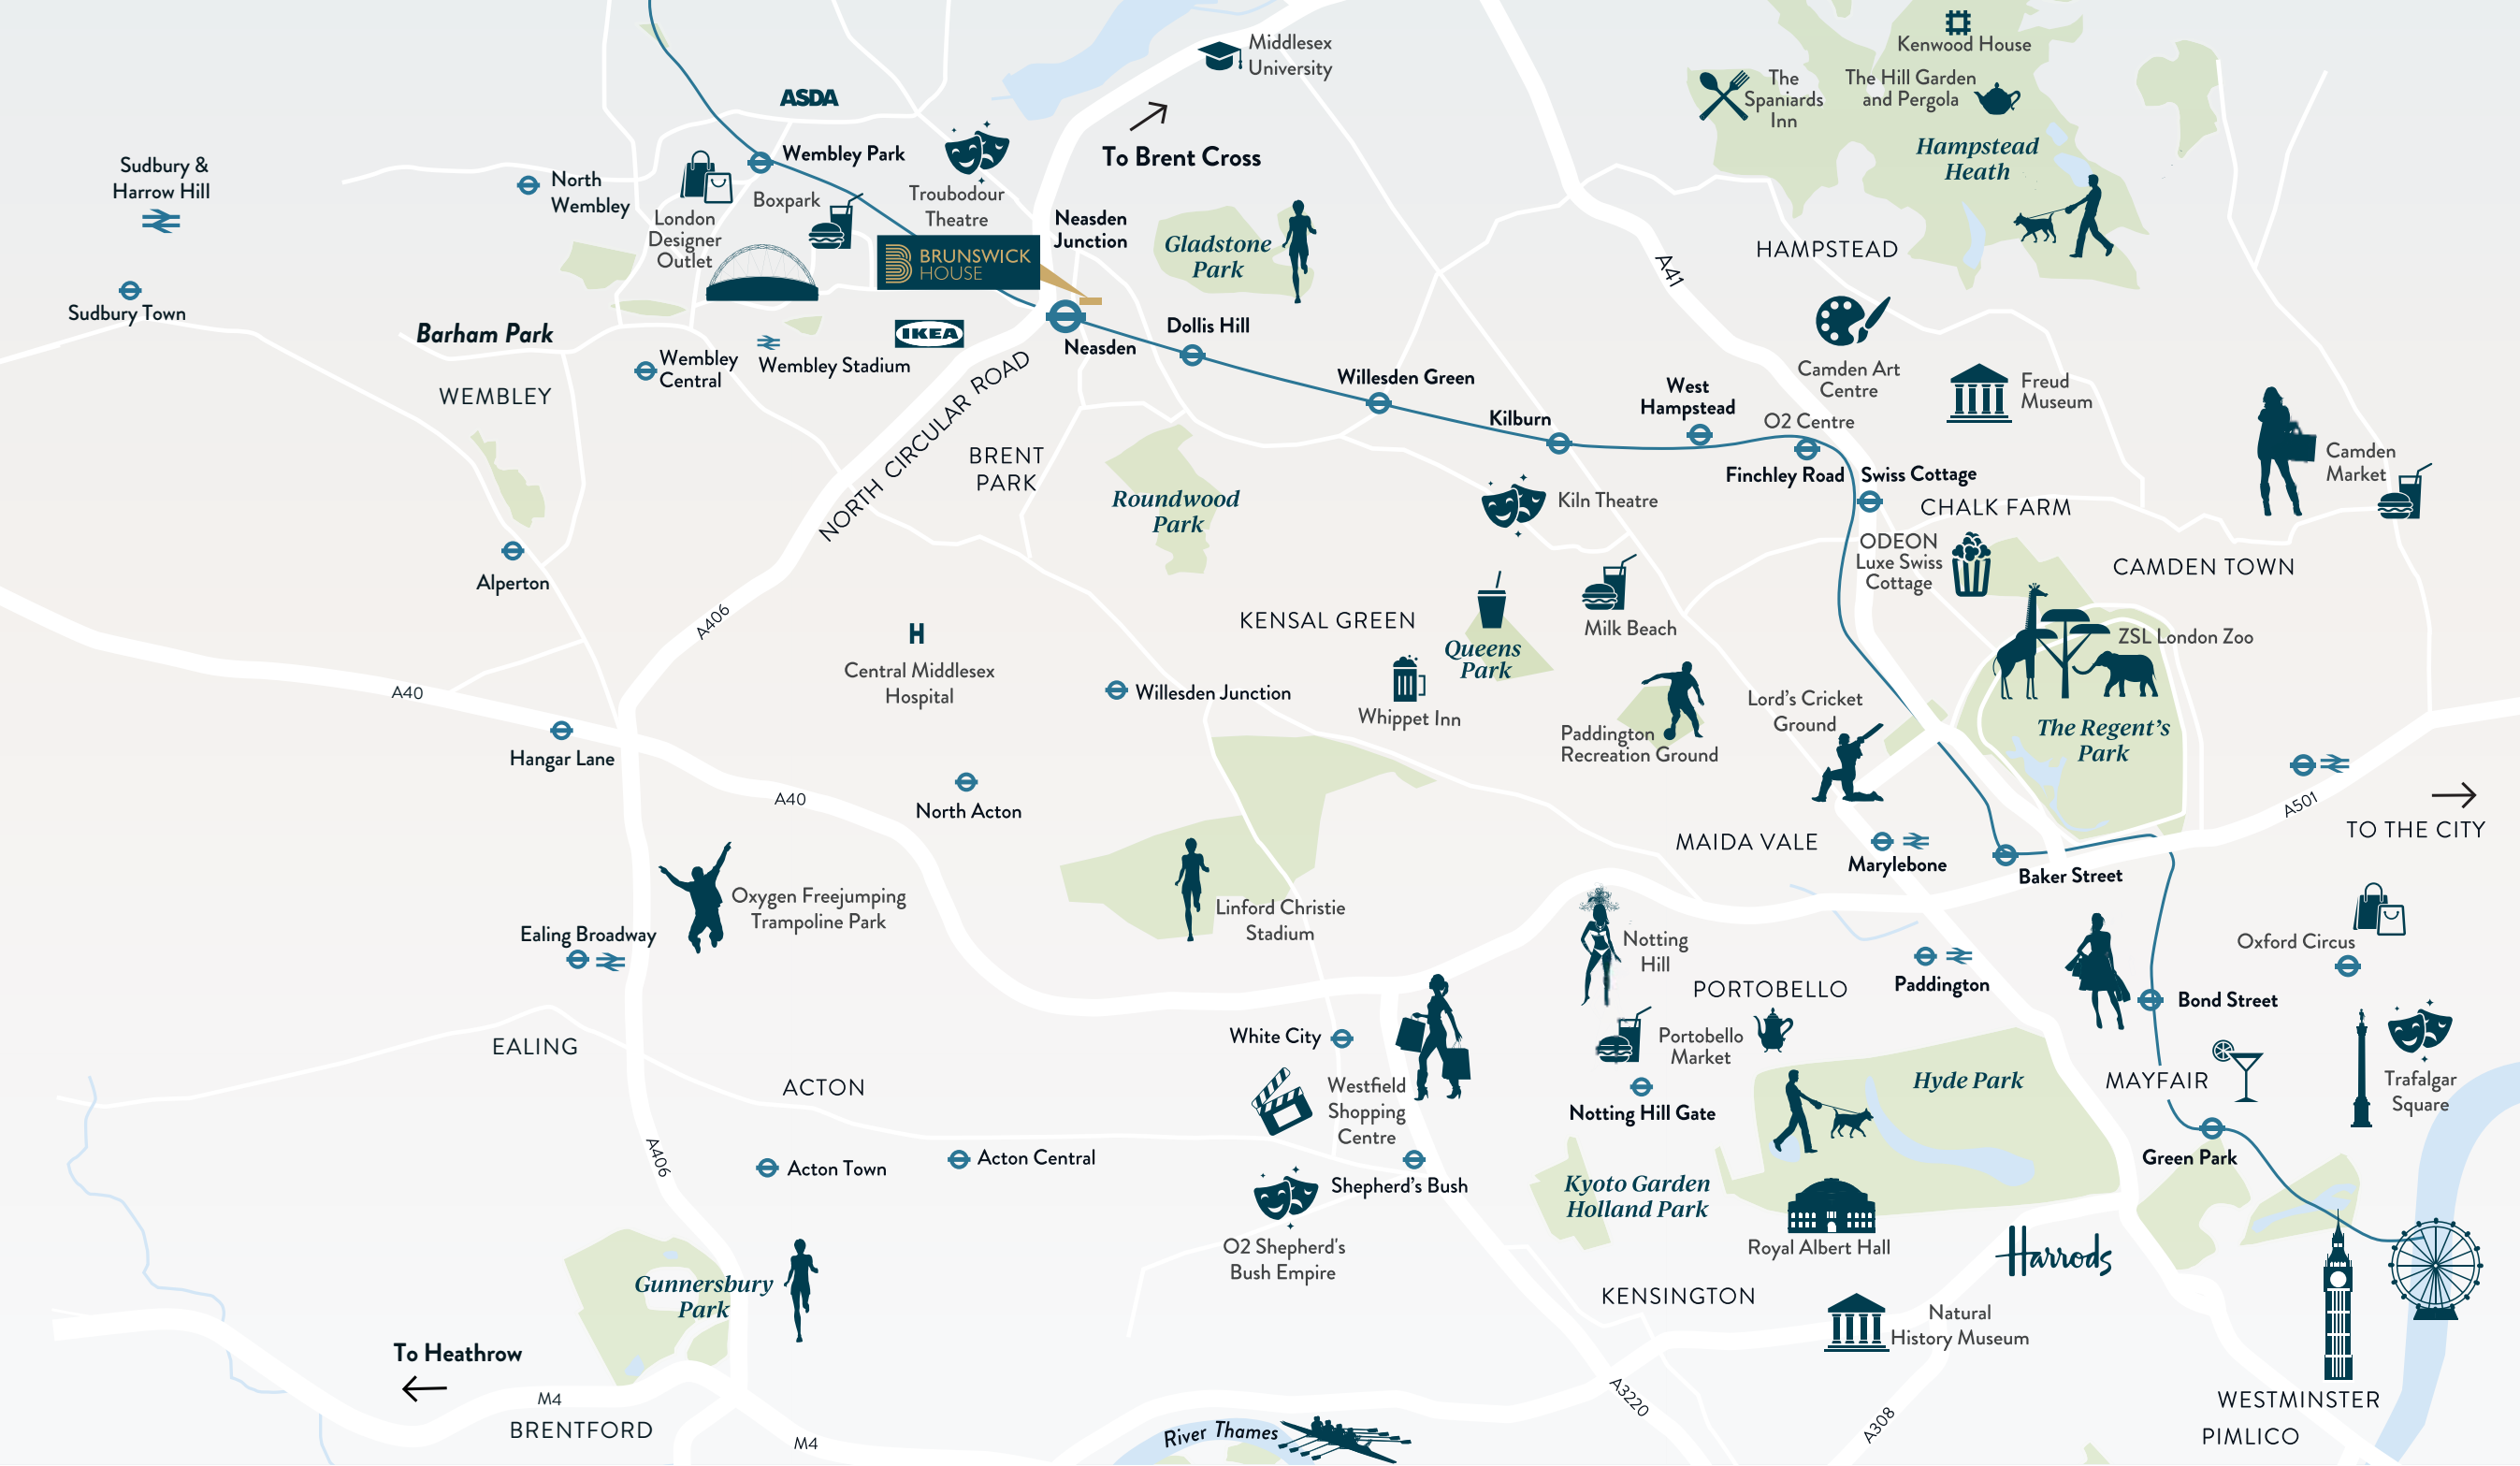 Middlesex
University
Kenwood House
The
Spaniards
Inn
The Hill Garden
and Pergola
Hampstead
Heath
ASDA
To Brent Cross
Wembley Park
Sudbury &
Harrow Hill
North
Wembley
Boxpark
London
Designer
Outlet
Troubodour
Theatre
Neasden
Junction
Gladstone
Park
BRUNSWICK
HOUSE
HAMPSTEAD
A41
Sudbury Town
Barham Park
IKEA
Neasden
Dollis Hill
Wembley
Central
Wembley Stadium
WEMBLEY
NORTH CIRCULAR ROAD
Willesden Green
Kilburn
West
Hampstead
O2 Centre
Camden Art
Centre
Freud
Museum
Finchley Road
Swiss Cottage
CHALK FARM
Camden
Market
BRENT
PARK
Roundwood
Park
Kiln Theatre
ODEON
Luxe Swiss
Cottage
CAMDEN TOWN
Alperton
A406
H
Central Middlesex
Hospital
KENSAL GREEN
Queens
Park
Milk Beach
ZSL London Zoo
A40
Willesden Junction
Whippet Inn
Paddington
Recreation Ground
Lord's Cricket
Ground
The Regent's
Park
Hangar Lane
A40
North Acton
A501
TO THE CITY
MAIDA VALE
Marylebone
Baker Street
Oxygen Freejumping
Trampoline Park
Linford Christie
Stadium
Ealing Broadway
Notting
Hill
Oxford Circus
PORTOBELLO
Paddington
Bond Street
EALING
White City
Portobello
Market
ACTON
Westfield
Shopping
Centre
Notting Hill Gate
Hyde Park
MAYFAIR
Trafalgar
Square
A406
Acton Town
Acton Central
Shepherd's Bush
Green Park
Kyoto Garden
Holland Park
O2 Shepherd's
Bush Empire
Royal Albert Hall
Harrods
Gunnersbury
Park
KENSINGTON
Natural
History Museum
To Heathrow
M4
BRENTFORD
M4
River Thames
A3220
A308
WESTMINSTER
PIMLICO